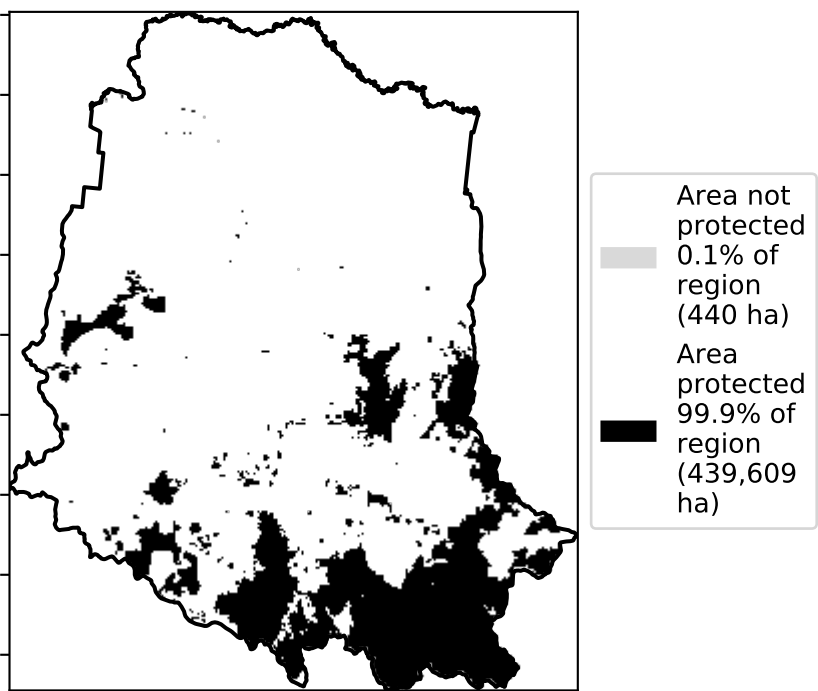 Area not
protected
0.1% of
region
(440 ha)
Area
protected
99.9% of
region
(439,609
ha)